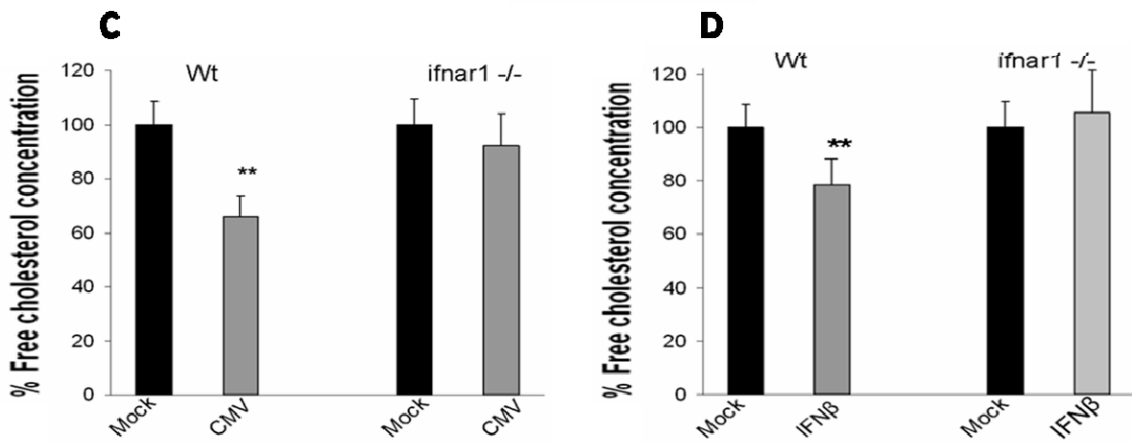 C
% Free cholesterol concentration
120
100
80
60
40
20
0
Wt
ifnar1 -/-
**
Mock
CMV
Mock
CMV
D
% Free cholesterol concentration
120
100
80
60
40
20
0
Wt
ifnar1 -/-
**
Mock
IFNβ
Mock
IFNβ